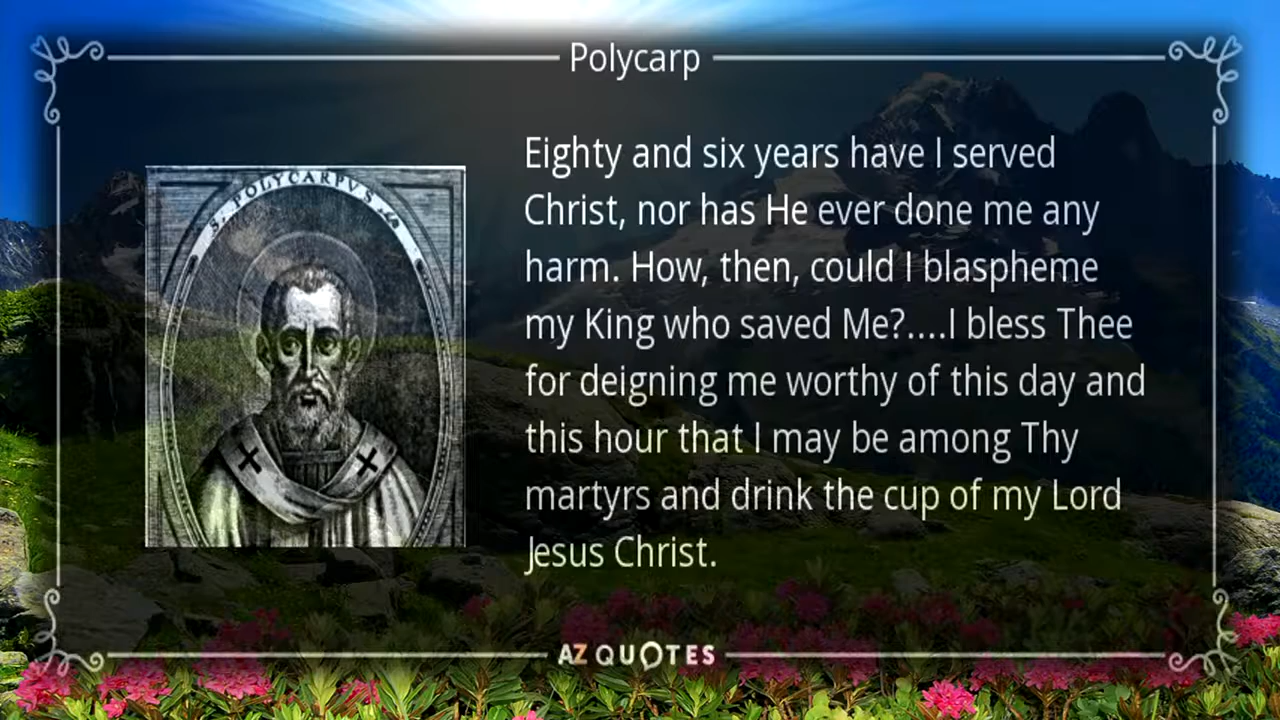 Polycarp
S. POLYCARPVS.
Eighty and six years have I served
Christ, nor has He ever done me any
harm. How, then, could I blaspheme
my King who saved Me?....I bless Thee
for deigning me worthy of this day and
this hour that I may be among Thy
martyrs and drink the cup of my Lord
Jesus Christ.
AZ QUOTES